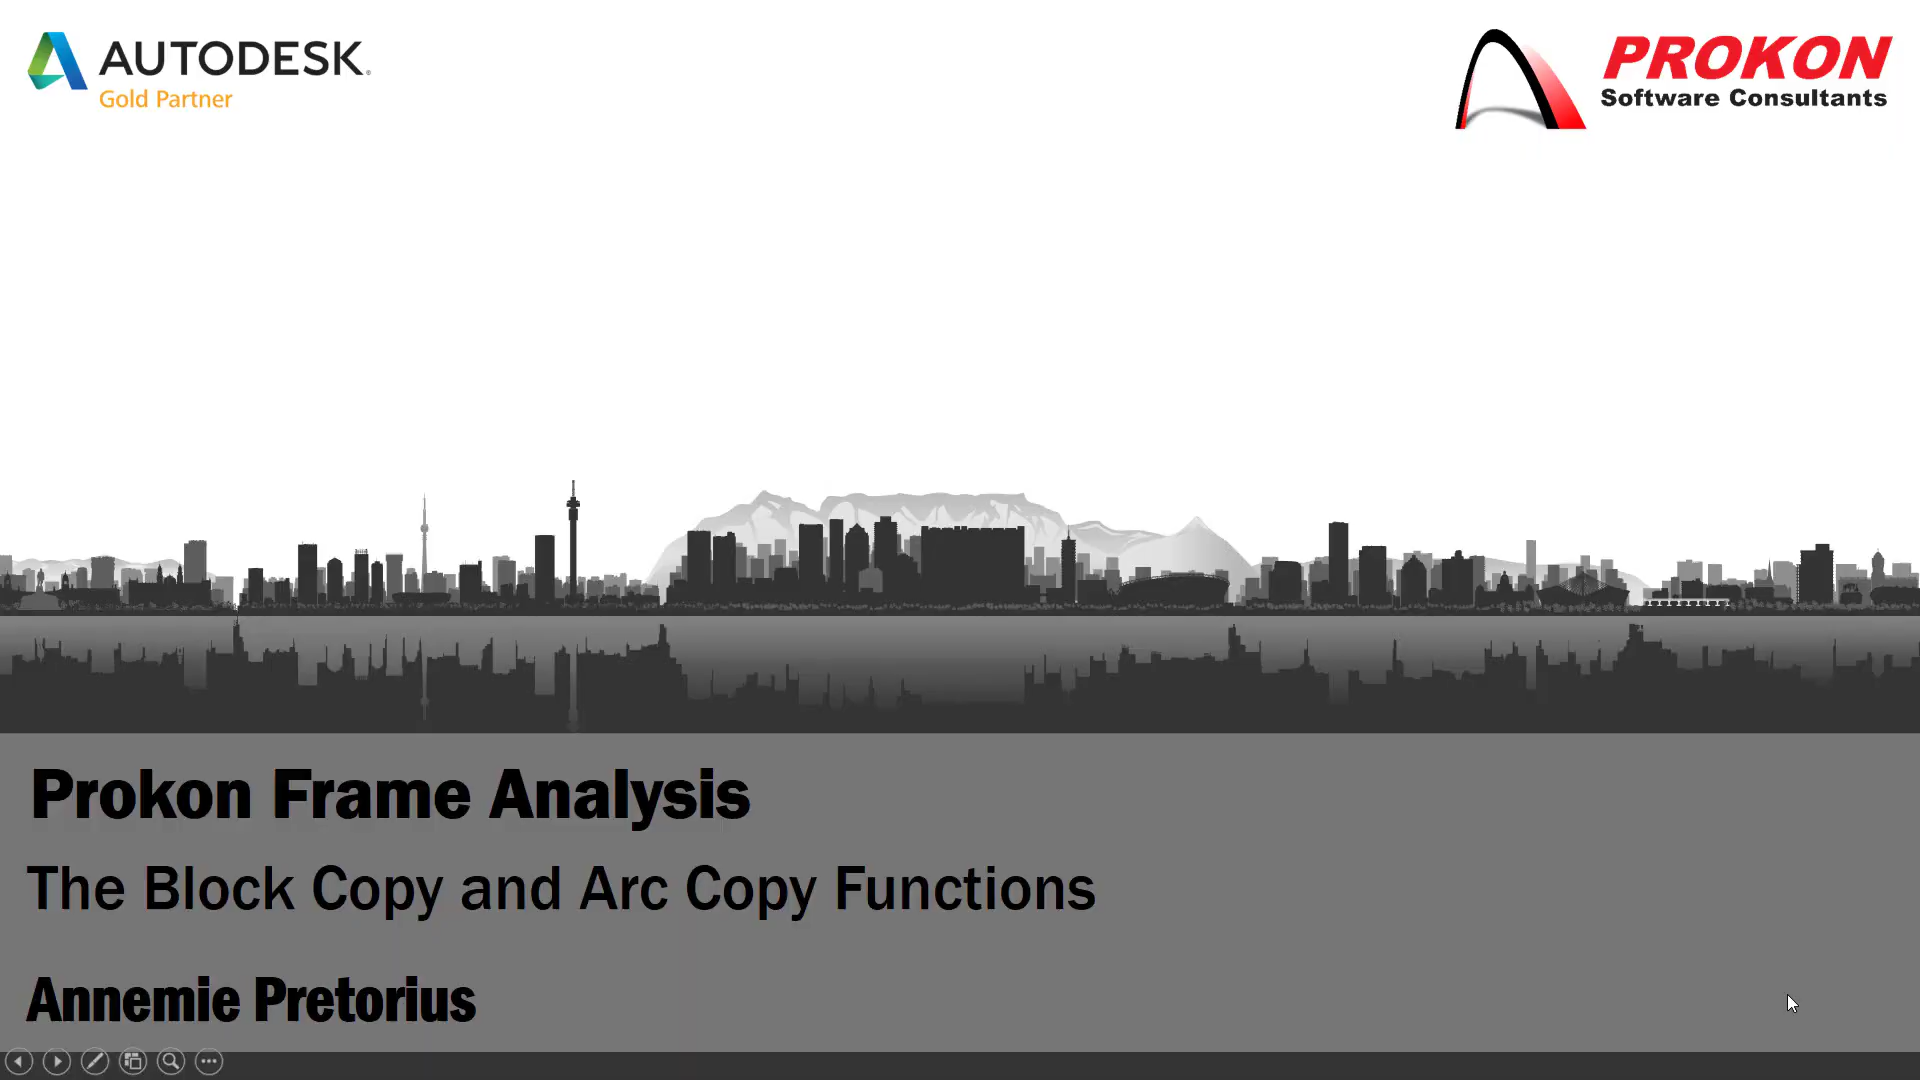 AUTODESK
Gold Partner
PROKON
Software Consultants
Prokon Frame Analysis
The Block Copy and Arc Copy Functions
Annemie Pretorius